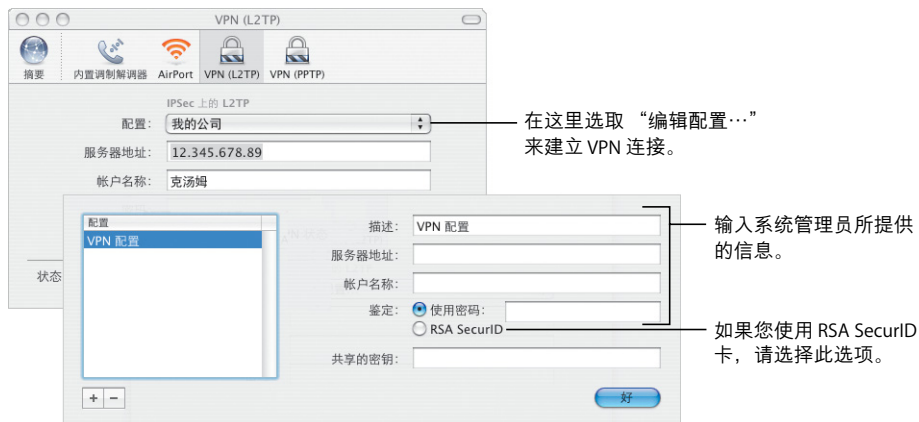 VPN (L2TP)
摘要
内置调制解调器
AirPort
VPN (L2TP)
VPN (PPTP)
IPSec 上的 L2TP
配置：
我的公司
服务器地址：
12.345.678.89
帐户名称：
克汤姆
状态
在这里选取 “编辑配置…”
来建立 VPN 连接。
配置
VPN 配置
描述：
VPN 配置
服务器地址：
帐户名称：
鉴定：
使用密码：
RSA SecurID
共享的密钥：
+ −
好
输入系统管理员所提供
的信息。
如果您使用 RSA SecurID
卡，请选择此选项。